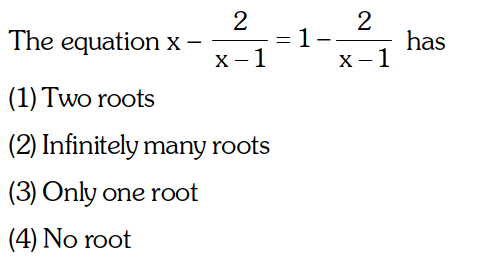 The equation x − 2/(x − 1) = 1 − 2/(x − 1) has
(1) Two roots
(2) Infinitely many roots
(3) Only one root
(4) No root